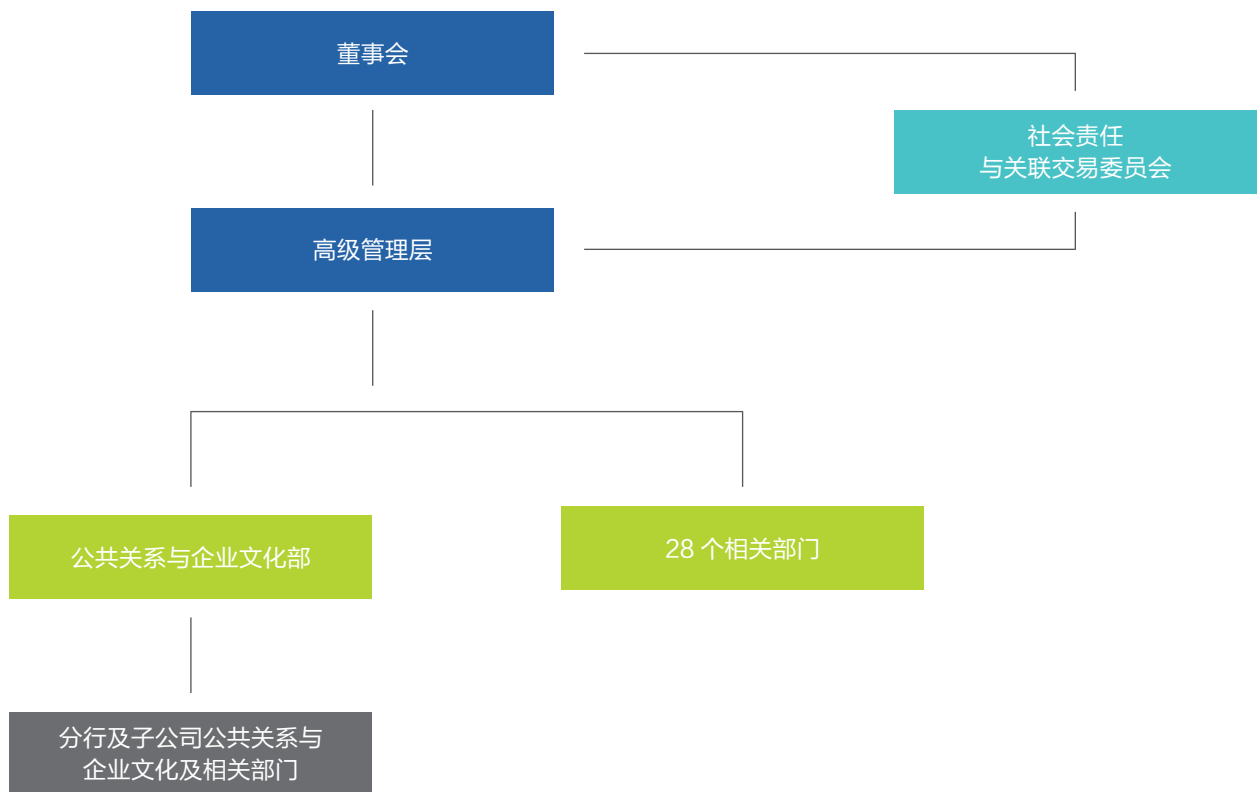 董事会
社会责任
与关联交易委员会
高级管理层
公共关系与企业文化部
28 个相关部门
分行及子公司公共关系与
企业文化及相关部门